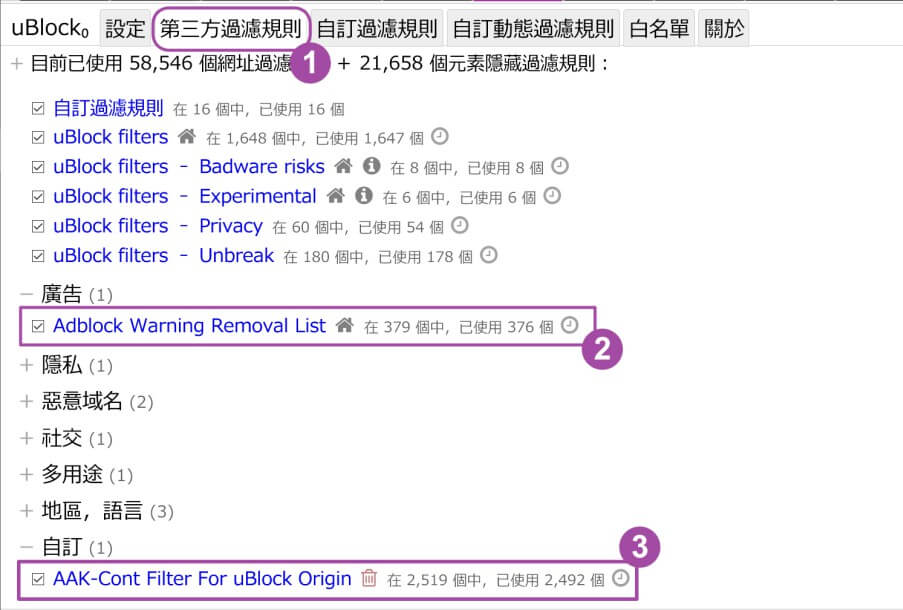 uBlock₀ 設定 第三方過濾規則 自訂過濾規則 自訂動態過濾規則 白名單 關於
1
+ 目前已使用 58,546 個網址過濾 + 21,658 個元素隱藏過濾規則：
自訂過濾規則 在 16 個中，已使用 16 個
uBlock filters 在 1,648 個中，已使用 1,647 個
uBlock filters – Badware risks 在 8 個中，已使用 8 個
uBlock filters – Experimental 在 6 個中，已使用 6 個
uBlock filters – Privacy 在 60 個中，已使用 54 個
uBlock filters – Unbreak 在 180 個中，已使用 178 個
− 廣告 (1)
Adblock Warning Removal List 在 379 個中，已使用 376 個
2
+ 隱私 (1)
+ 惡意域名 (2)
+ 社交 (1)
+ 多用途 (1)
+ 地區，語言 (3)
− 自訂 (1)
3
AAK-Cont Filter For uBlock Origin 在 2,519 個中，已使用 2,492 個